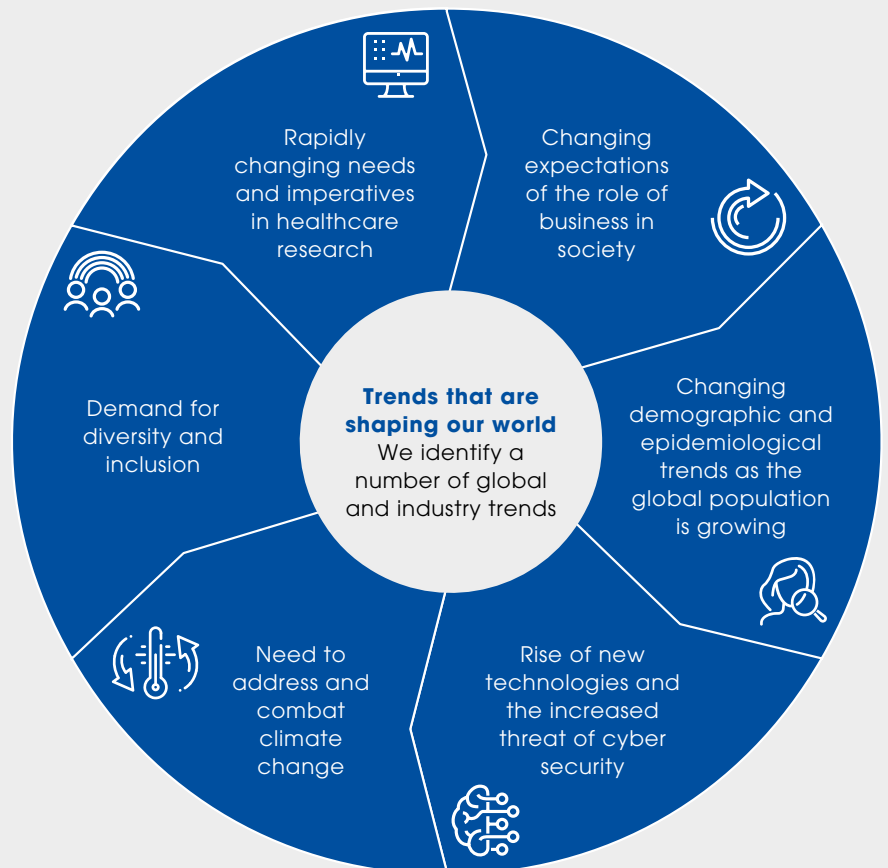 Trends that are
shaping our world
We identify a
number of global
and industry trends
Changing
expectations
of the role of
business in
society
Changing
demographic and
epidemiological
trends as the
global population
is growing
Rise of new
technologies and
the increased
threat of cyber
security
Need to
address and
combat
climate
change
Demand for
diversity and
inclusion
Rapidly
changing needs
and imperatives
in healthcare
research